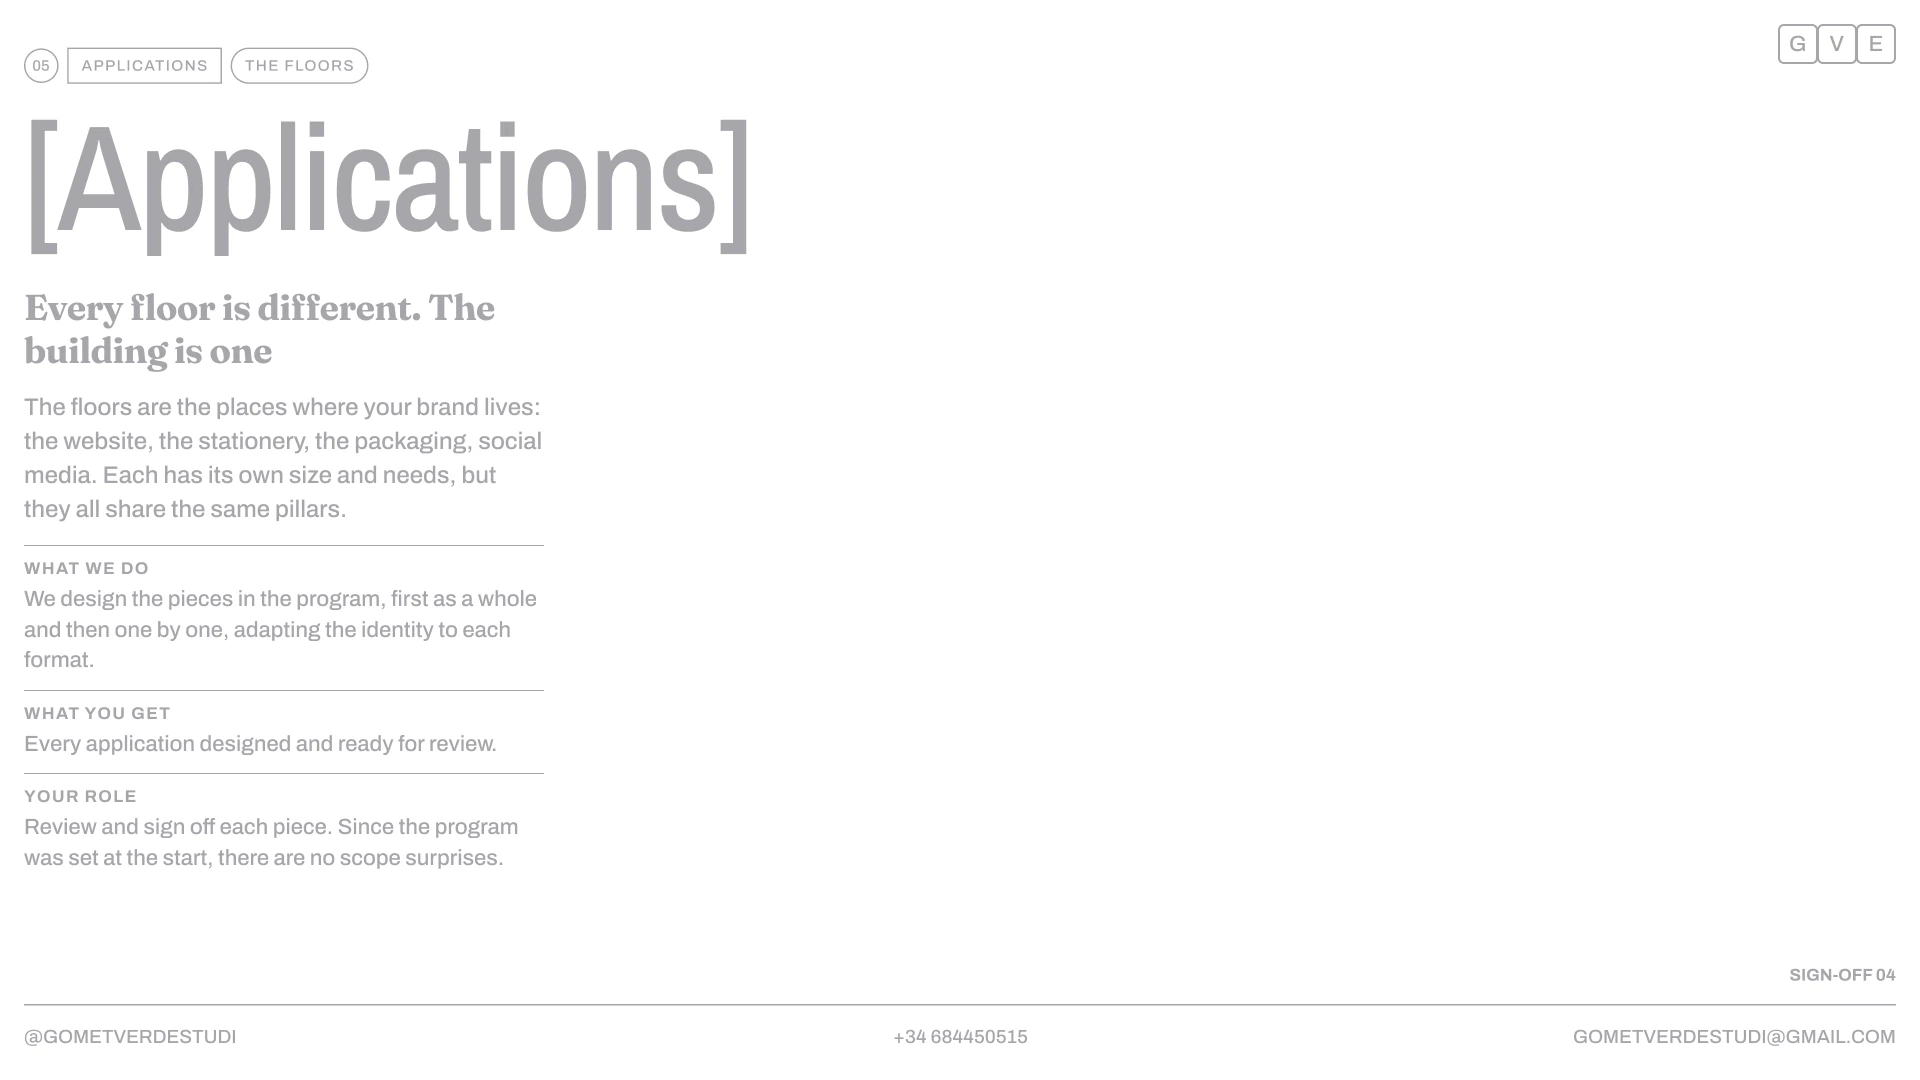 05 APPLICATIONS THE FLOORS
G V E
[Applications]
Every floor is different. The
building is one
The floors are the places where your brand lives:
the website, the stationery, the packaging, social
media. Each has its own size and needs, but
they all share the same pillars.
WHAT WE DO
We design the pieces in the program, first as a whole
and then one by one, adapting the identity to each
format.
WHAT YOU GET
Every application designed and ready for review.
YOUR ROLE
Review and sign off each piece. Since the program
was set at the start, there are no scope surprises.
SIGN-OFF 04
@GOMETVERDESTUDI
+34 684450515
GOMETVERDESTUDI@GMAIL.COM